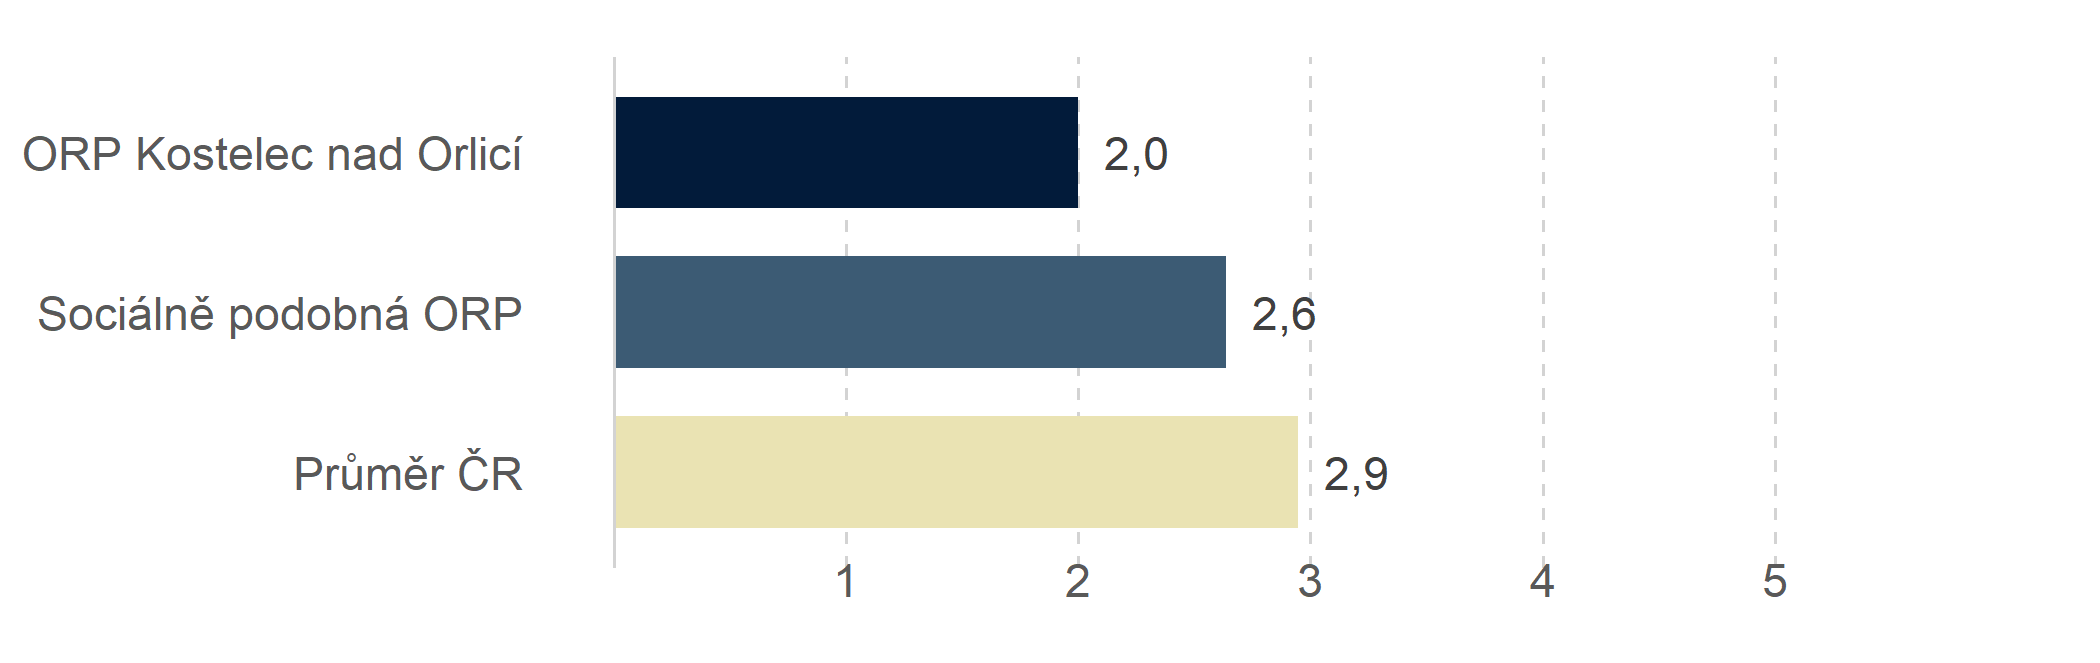 ORP Kostelec nad Orlicí
2,0
Sociálně podobná ORP
2,6
Průměr ČR
2,9
1 2 3 4 5